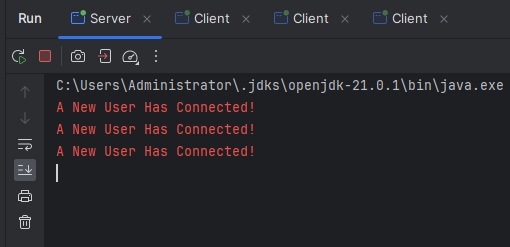 Run Server Client Client Client
C:\Users\Administrator\.jdks\openjdk-21.0.1\bin\java.exe
A New User Has Connected!
A New User Has Connected!
A New User Has Connected!